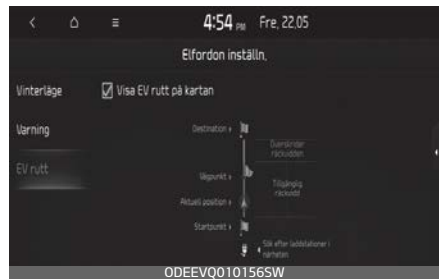 4:54 PM Fre, 22,05
Elfordon inställn.
Vinterläge
Visa EV rutt på kartan
Varning
Destination
Överskrider
räckvidden
EV rutt
Vägpunkt
Tillgänglig
räckvidd
Aktuell position
Startpunkt
Sök efter laddstationer i
närheten
ODEEVQ010156SW